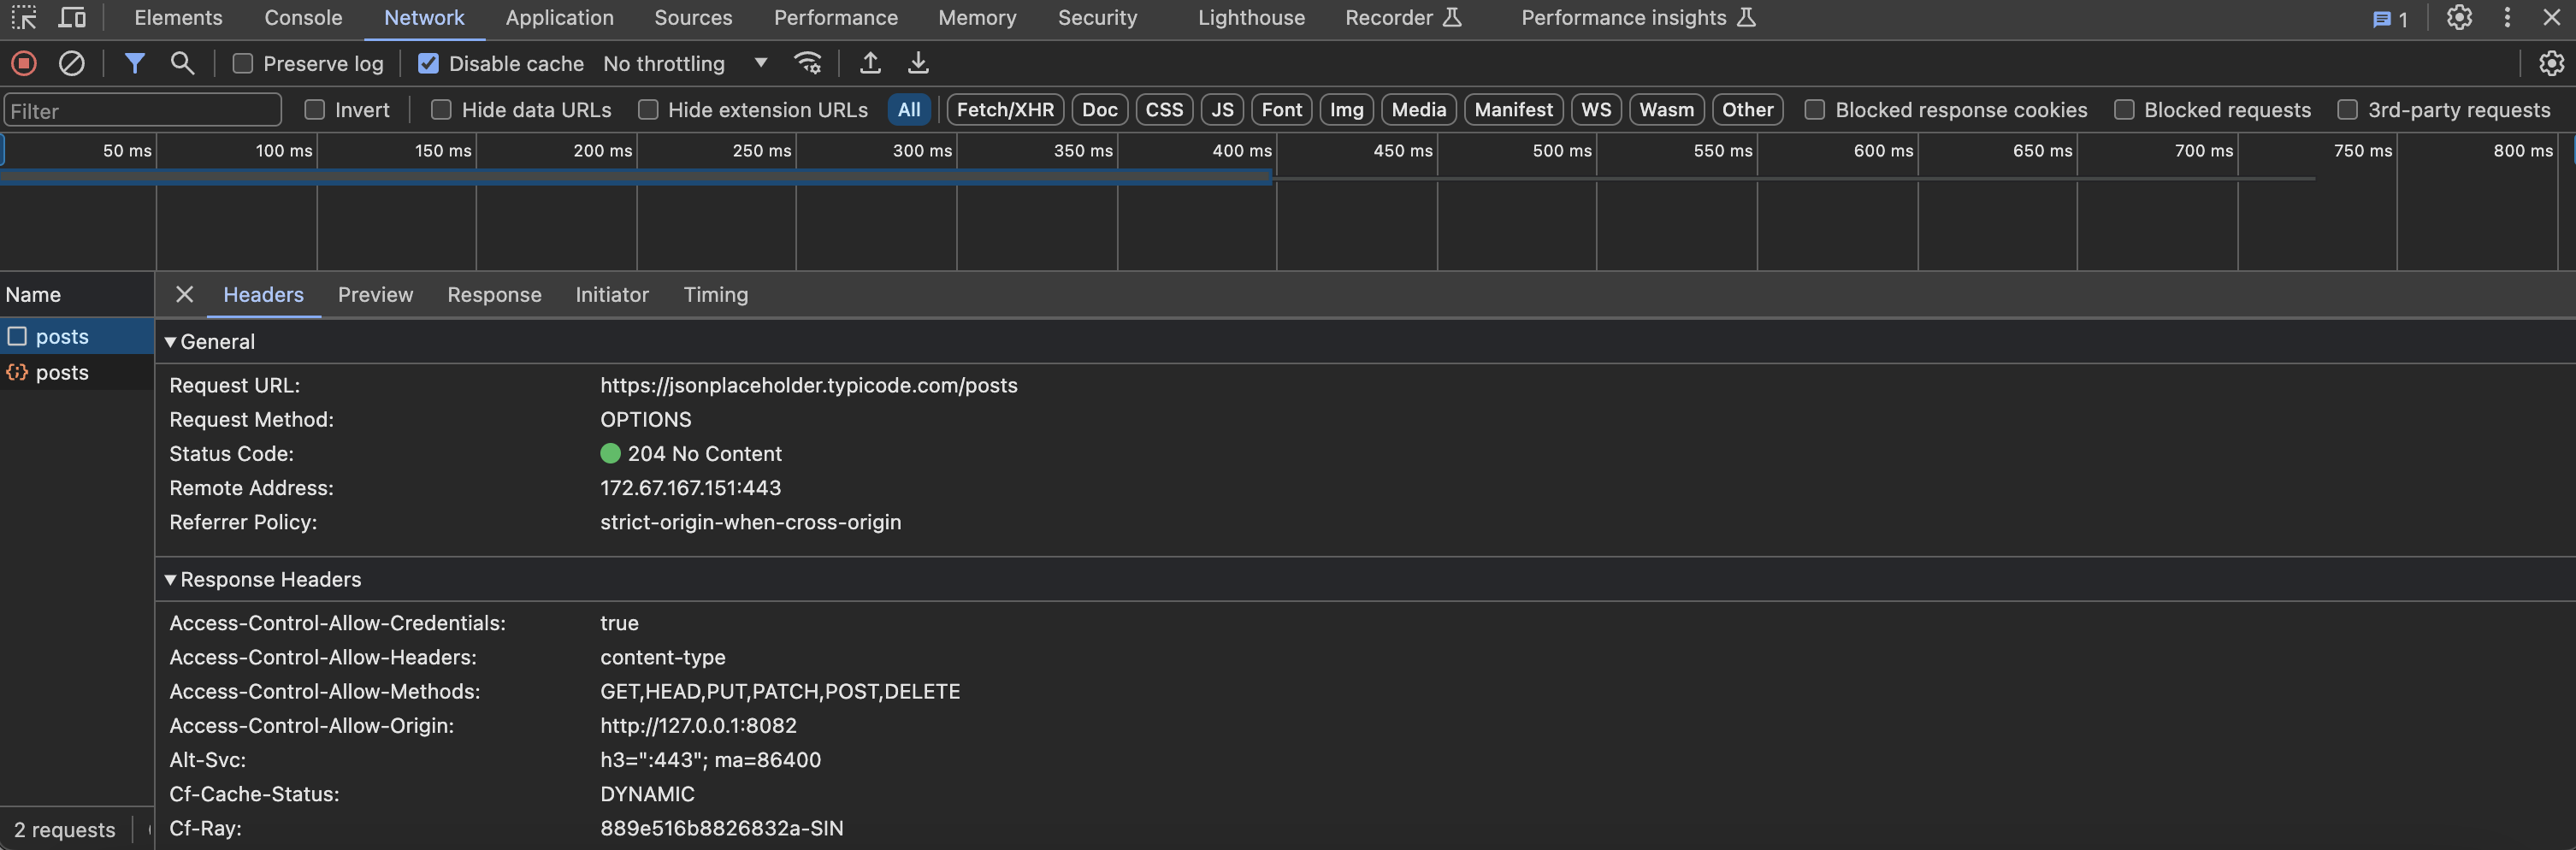 Elements Console Network Application Sources Performance Memory Security Lighthouse Recorder Performance insights 1
Preserve log Disable cache No throttling
Filter Invert Hide data URLs Hide extension URLs All Fetch/XHR Doc CSS JS Font Img Media Manifest WS Wasm Other Blocked response cookies Blocked requests 3rd-party requests
50 ms 100 ms 150 ms 200 ms 250 ms 300 ms 350 ms 400 ms 450 ms 500 ms 550 ms 600 ms 650 ms 700 ms 750 ms 800 ms
Name Headers Preview Response Initiator Timing
posts
posts
General
Request URL: https://jsonplaceholder.typicode.com/posts
Request Method: OPTIONS
Status Code: 204 No Content
Remote Address: 172.67.167.151:443
Referrer Policy: strict-origin-when-cross-origin
Response Headers
Access-Control-Allow-Credentials: true
Access-Control-Allow-Headers: content-type
Access-Control-Allow-Methods: GET,HEAD,PUT,PATCH,POST,DELETE
Access-Control-Allow-Origin: http://127.0.0.1:8082
Alt-Svc: h3=":443"; ma=86400
Cf-Cache-Status: DYNAMIC
Cf-Ray: 889e516b8826832a-SIN
2 requests